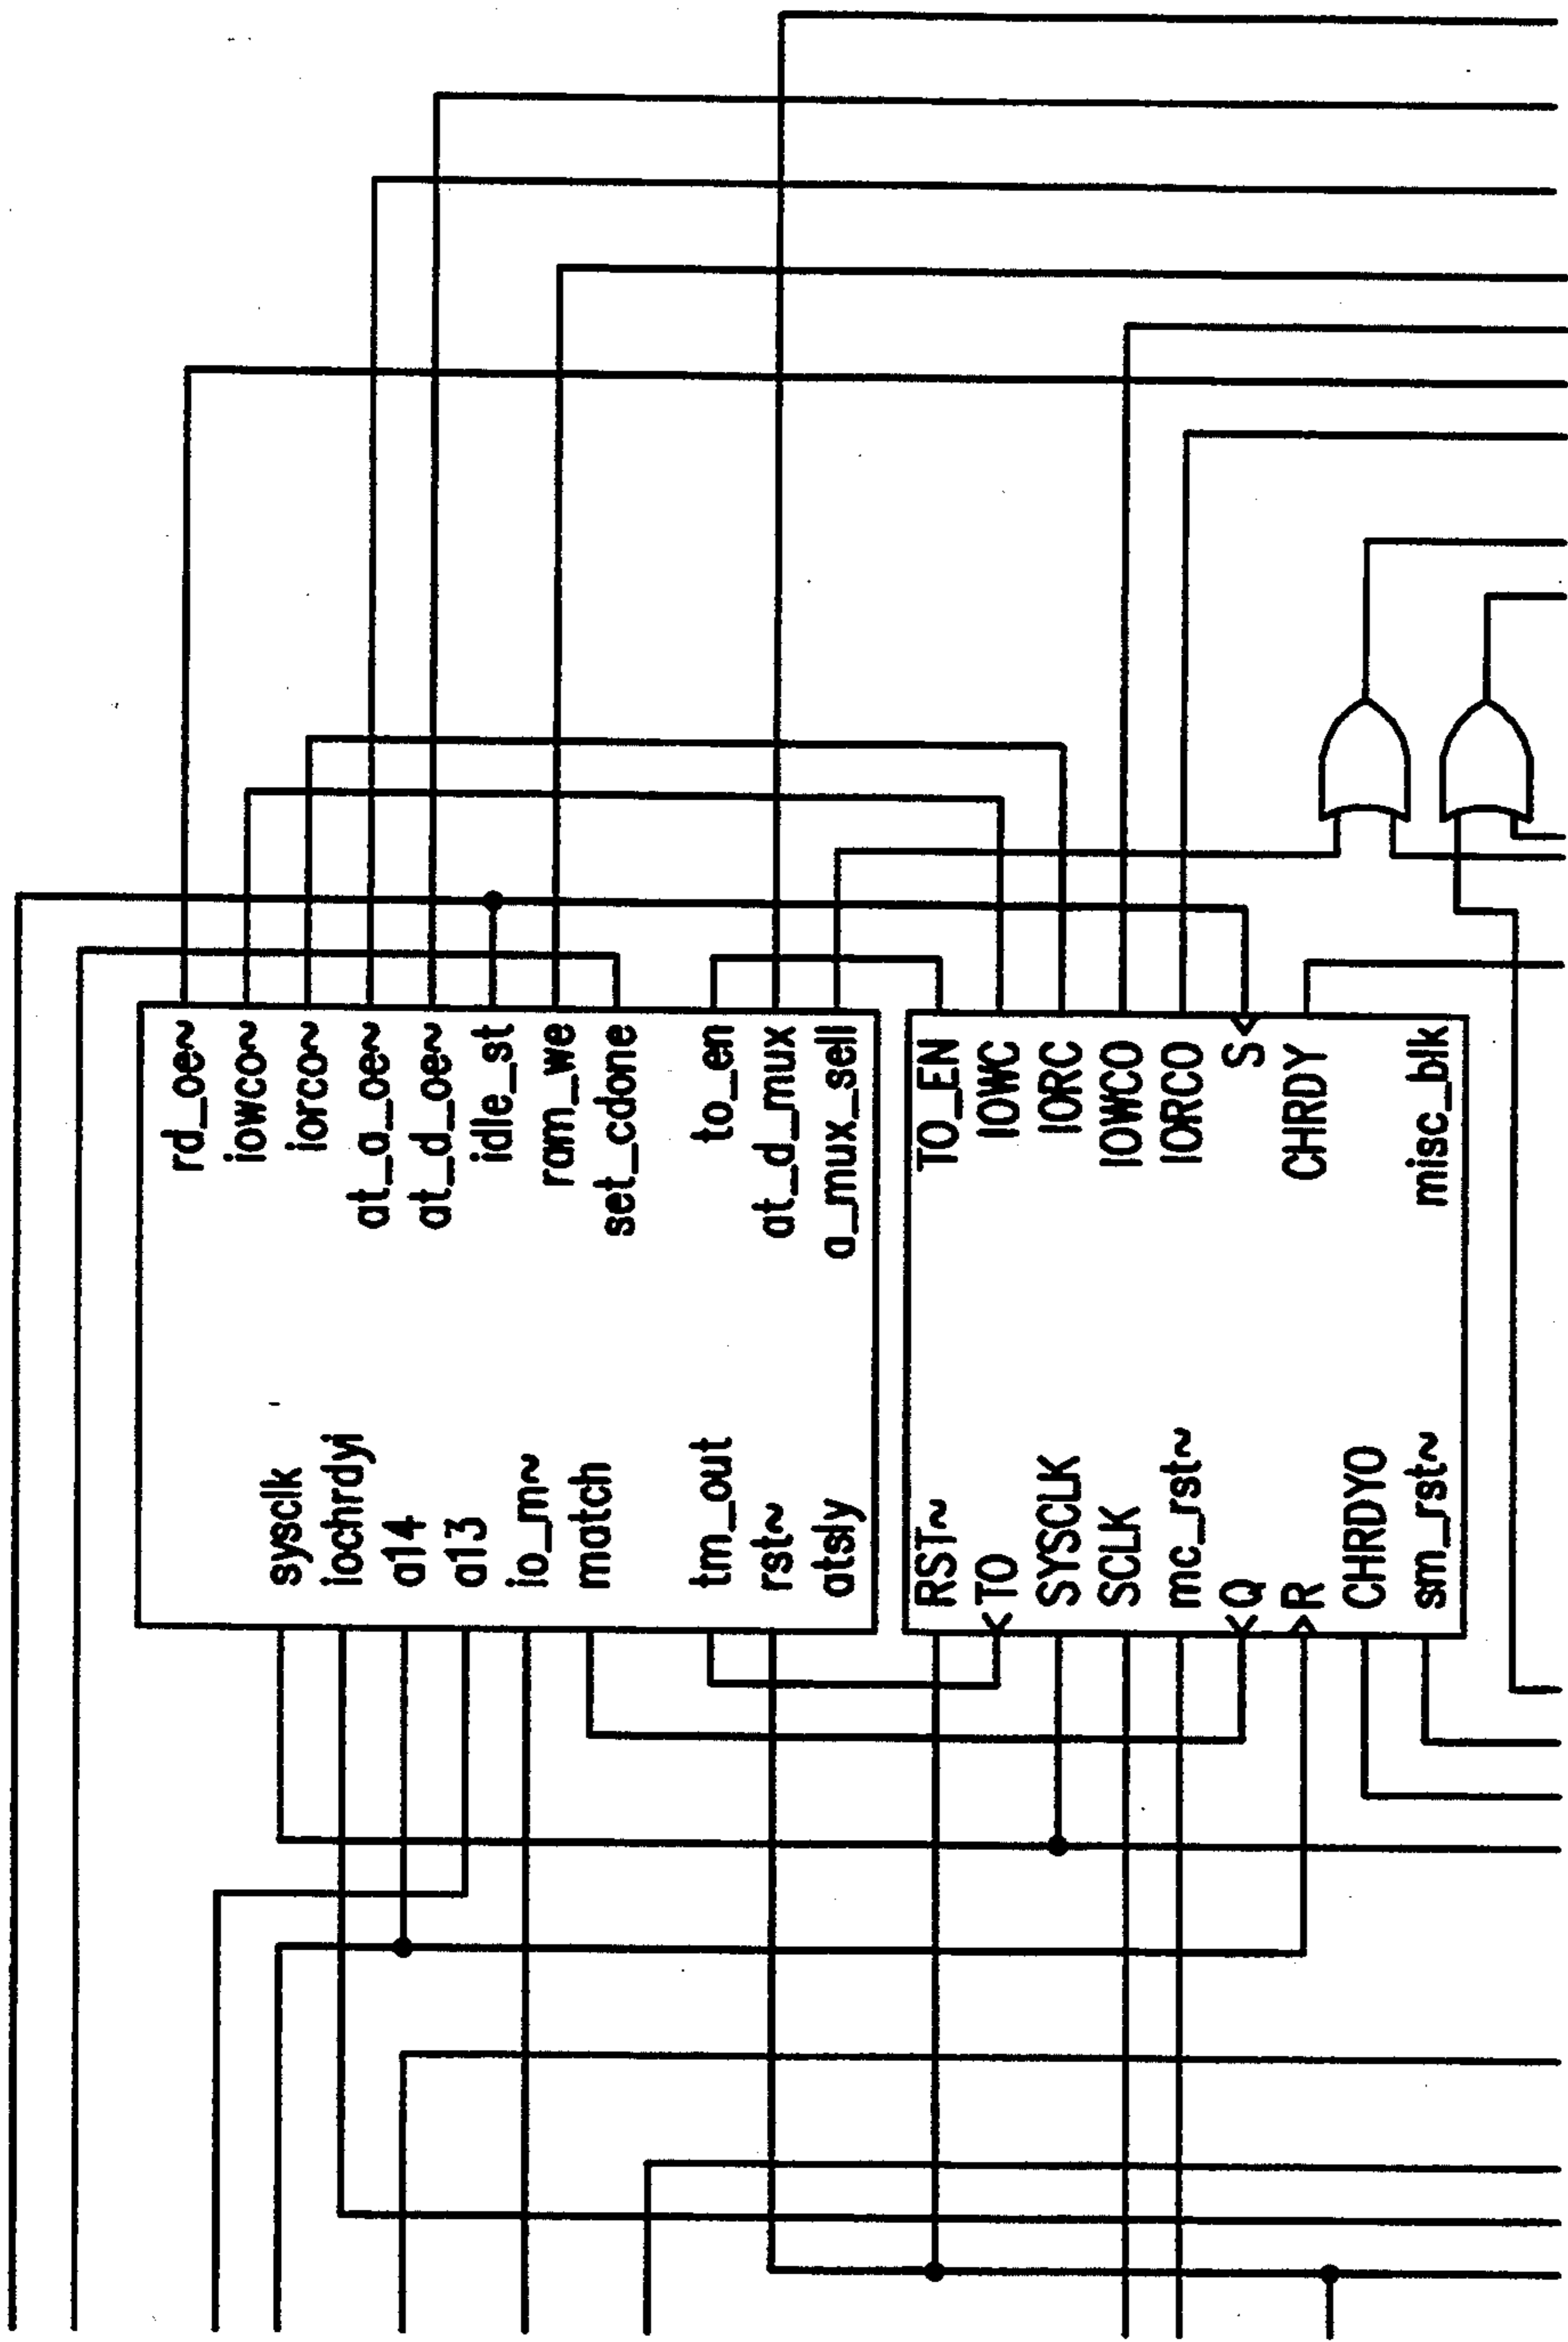 sysclk
iochrdyi
a14
a13
io_m~
match
tm_out
rst~
atsly
rd_oe~
iowco~
iorco~
at_a_oe~
at_d_oe~
idle_st
ram_we
set_cdone
to_en
at_d_mux
a_mux_sell
RST~
TO
SYSCLK
SCLK
mc_rst~
Q
R
CHRDYO
sm_rst~
TO_EN
IOWC
IORC
IOWCO
IORCO
S
CHRDY
misc_blk